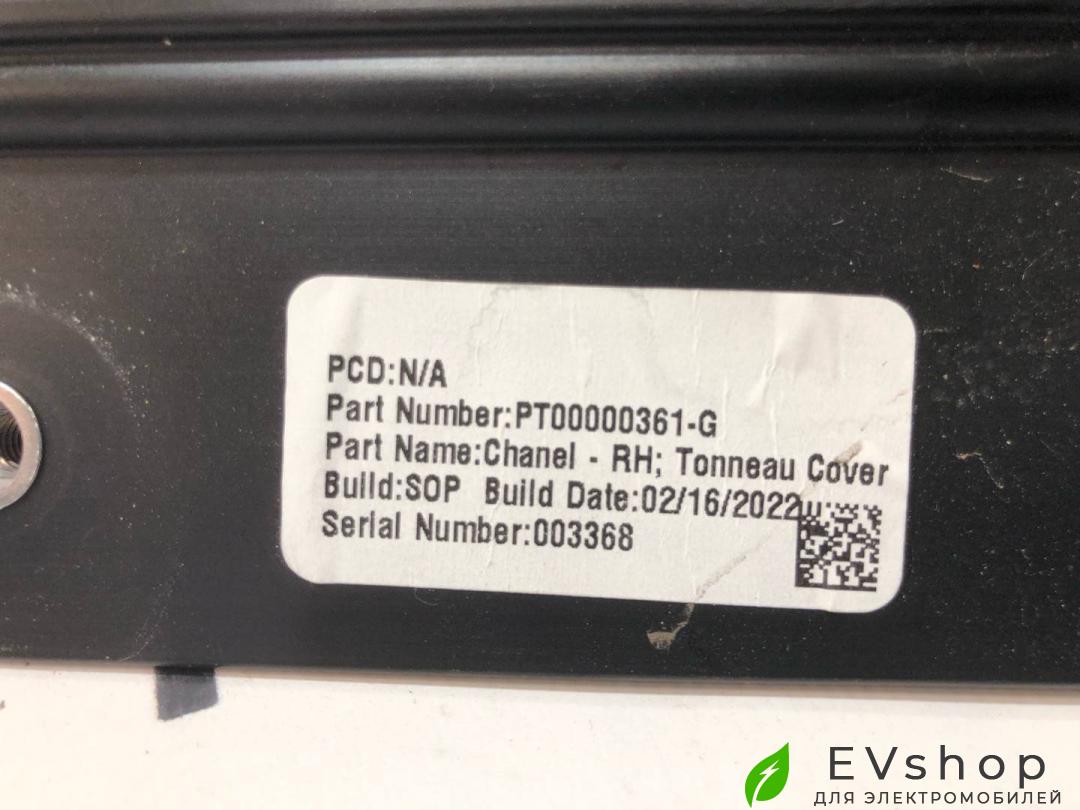 PCD:N/A
Part Number:PT00000361-G
Part Name:Chanel - RH; Tonneau Cover
Build:SOP Build Date:02/16/2022
Serial Number:003368
EVshop
ДЛЯ ЭЛЕКТРОМОБИЛЕЙ